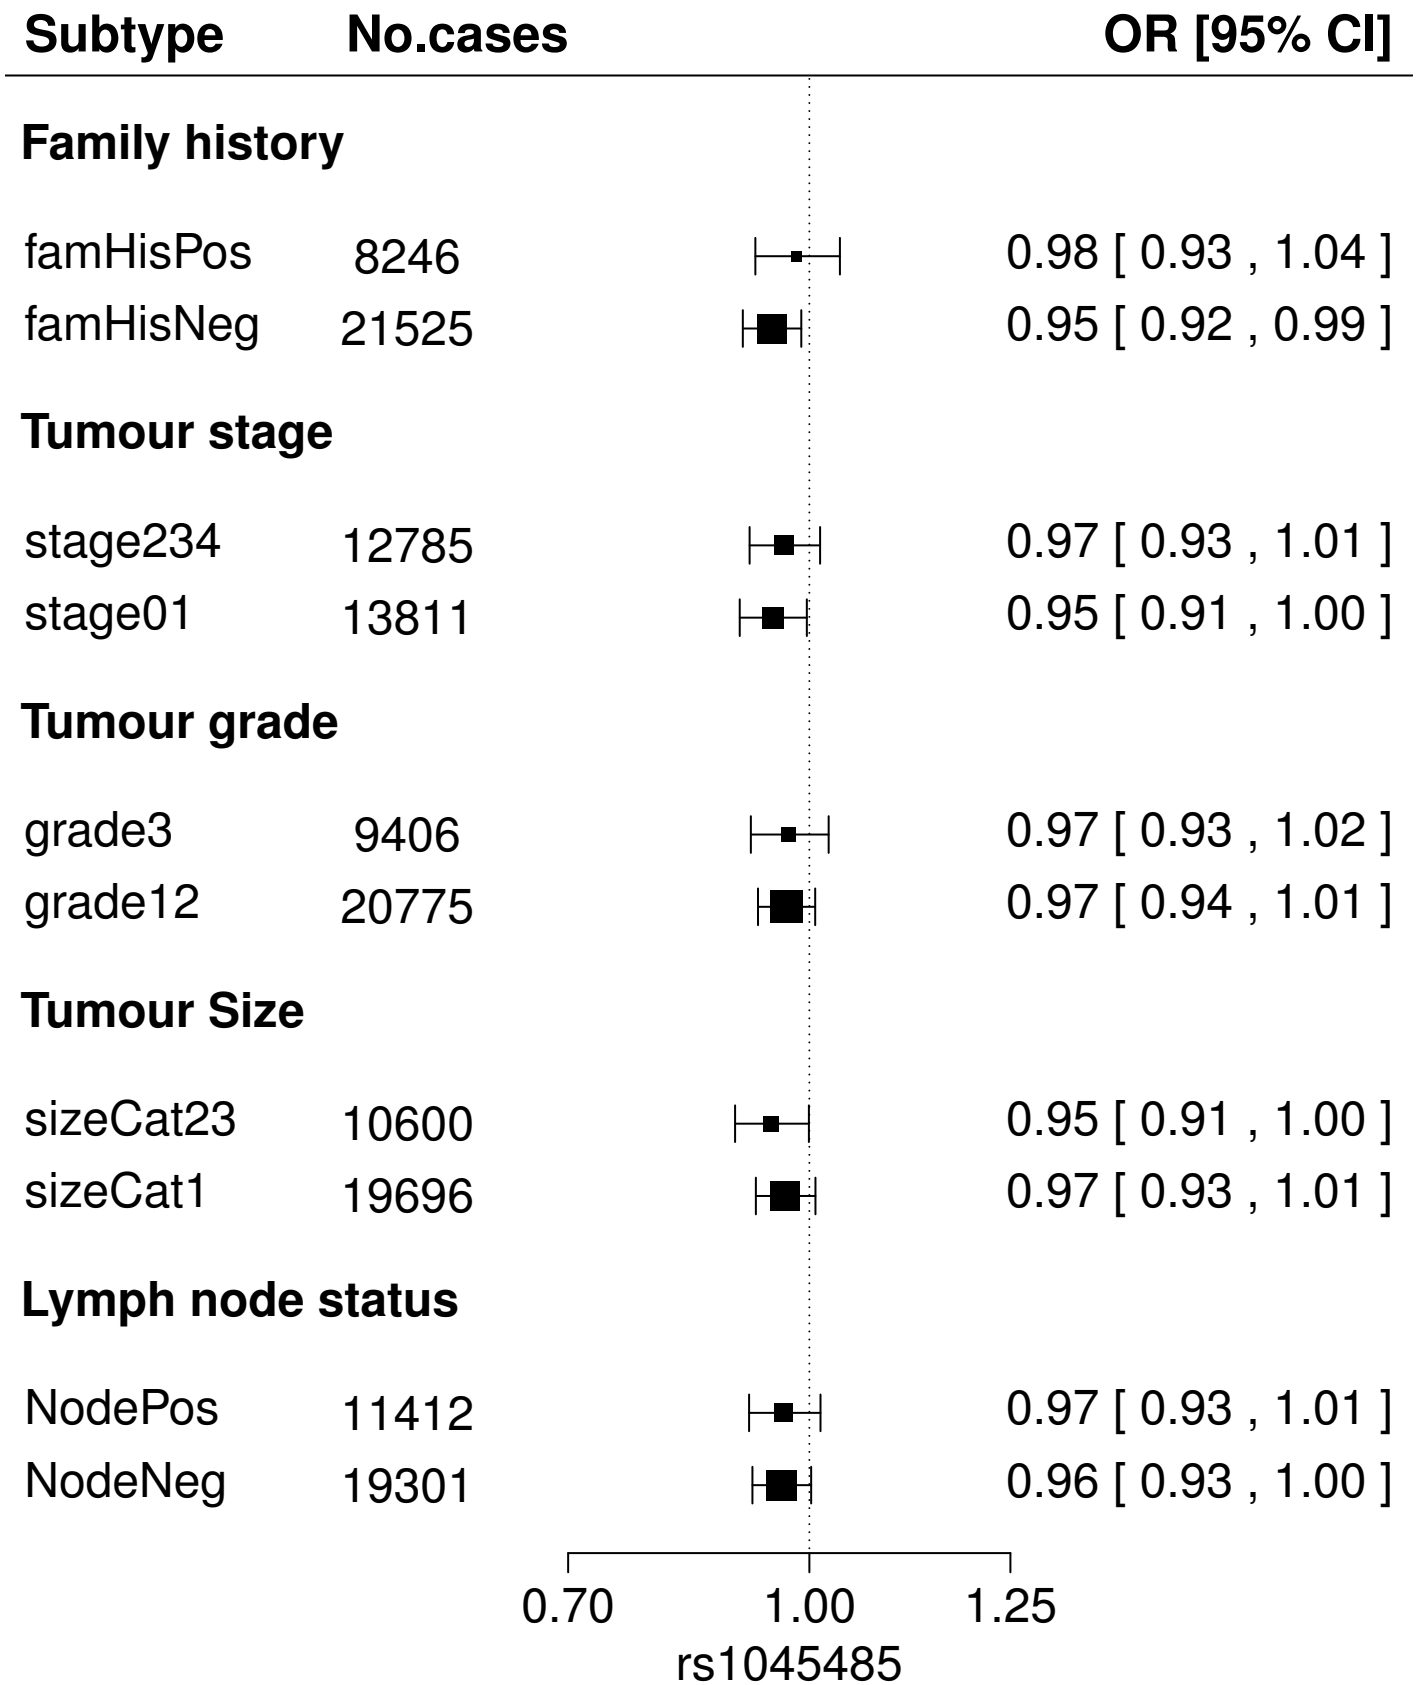 Subtype No.cases OR [95% CI]
Family history
famHisPos 8246 0.98 [ 0.93 , 1.04 ]
famHisNeg 21525 0.95 [ 0.92 , 0.99 ]
Tumour stage
stage234 12785 0.97 [ 0.93 , 1.01 ]
stage01 13811 0.95 [ 0.91 , 1.00 ]
Tumour grade
grade3 9406 0.97 [ 0.93 , 1.02 ]
grade12 20775 0.97 [ 0.94 , 1.01 ]
Tumour Size
sizeCat23 10600 0.95 [ 0.91 , 1.00 ]
sizeCat1 19696 0.97 [ 0.93 , 1.01 ]
Lymph node status
NodePos 11412 0.97 [ 0.93 , 1.01 ]
NodeNeg 19301 0.96 [ 0.93 , 1.00 ]
0.70 1.00 1.25
rs1045485